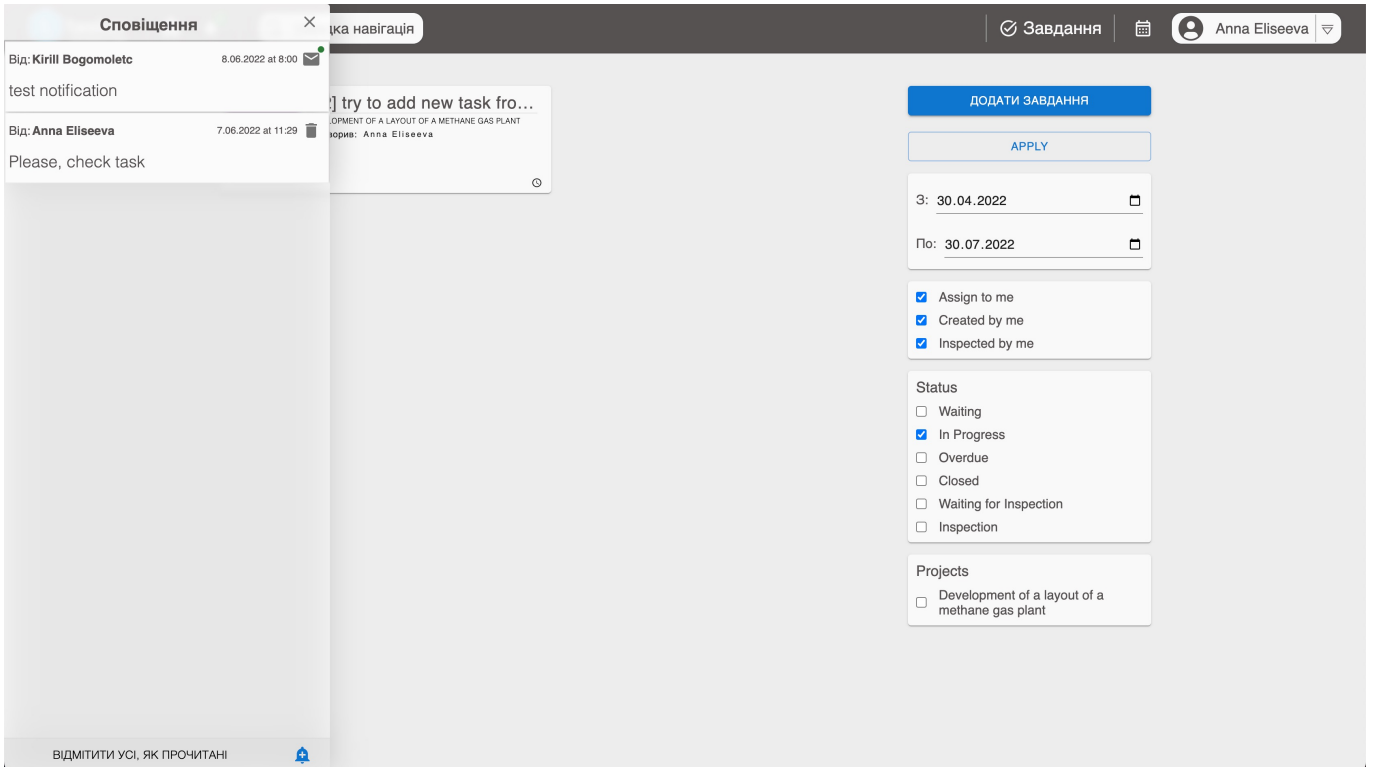 Сповіщення
навігація
Завдання
Anna Eliseeva
Від: Kirill Bogomoletc
8.06.2022 at 8:00
test notification
Від: Anna Eliseeva
7.06.2022 at 11:29
Please, check task
] try to add new task fro...
OF A LAYOUT OF A METHANE GAS PLANT
Anna Eliseeva
ДОДАТИ ЗАВДАННЯ
APPLY
З: 30.04.2022
По: 30.07.2022
Assign to me
Created by me
Inspected by me
Status
Waiting
In Progress
Overdue
Closed
Waiting for Inspection
Inspection
Projects
Development of a layout of a
methane gas plant
ВІДМІТИТИ УСІ, ЯК ПРОЧИТАНІ